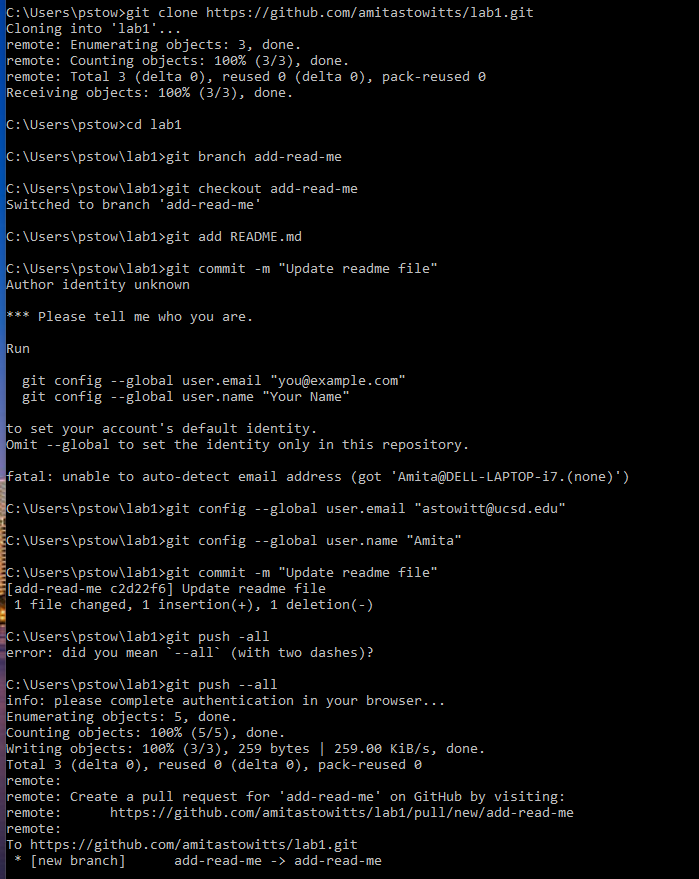 C:\Users\pstow>git clone https://github.com/amitastowitts/lab1.git
Cloning into 'lab1'...
remote: Enumerating objects: 3, done.
remote: Counting objects: 100% (3/3), done.
remote: Total 3 (delta 0), reused 0 (delta 0), pack-reused 0
Receiving objects: 100% (3/3), done.
C:\Users\pstow>cd lab1
C:\Users\pstow\lab1>git branch add-read-me
C:\Users\pstow\lab1>git checkout add-read-me
Switched to branch 'add-read-me'
C:\Users\pstow\lab1>git add README.md
C:\Users\pstow\lab1>git commit -m "Update readme file"
Author identity unknown
*** Please tell me who you are.
Run
git config --global user.email "you@example.com"
git config --global user.name "Your Name"
to set your account's default identity.
Omit --global to set the identity only in this repository.
fatal: unable to auto-detect email address (got 'Amita@DELL-LAPTOP-i7.(none)')
C:\Users\pstow\lab1>git config --global user.email "astowitt@ucsd.edu"
C:\Users\pstow\lab1>git config --global user.name "Amita"
C:\Users\pstow\lab1>git commit -m "Update readme file"
[add-read-me c2d22f6] Update readme file
1 file changed, 1 insertion(+), 1 deletion(-)
C:\Users\pstow\lab1>git push -all
error: did you mean `--all` (with two dashes)?
C:\Users\pstow\lab1>git push --all
info: please complete authentication in your browser...
Enumerating objects: 5, done.
Counting objects: 100% (5/5), done.
Writing objects: 100% (3/3), 259 bytes | 259.00 KiB/s, done.
Total 3 (delta 0), reused 0 (delta 0), pack-reused 0
remote:
remote: Create a pull request for 'add-read-me' on GitHub by visiting:
remote:      https://github.com/amitastowitts/lab1/pull/new/add-read-me
remote:
To https://github.com/amitastowitts/lab1.git
* [new branch]      add-read-me -> add-read-me